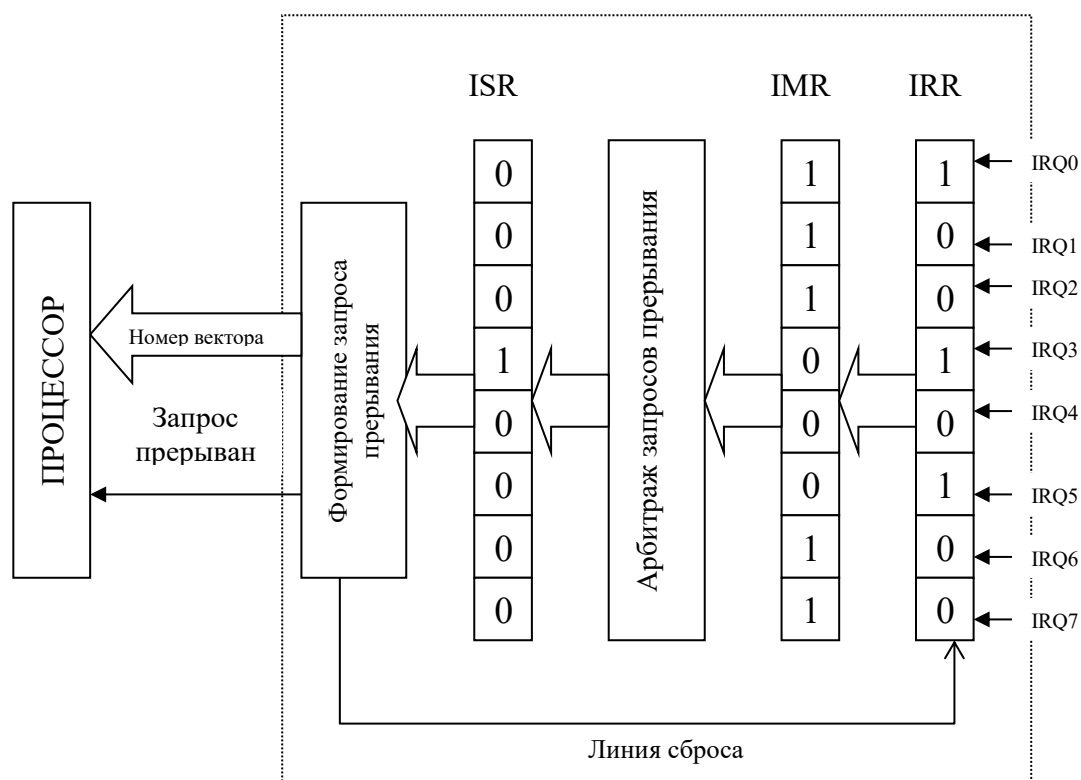 ISR IMR IRR
0 1 1 IRQ0
0 1 0 IRQ1
0 1 0 IRQ2
1 0 1 IRQ3
0 0 0 IRQ4
0 0 1 IRQ5
0 1 0 IRQ6
0 1 0 IRQ7
ПРОЦЕССОР
Номер вектора
Запрос
прерыван
Формирование запроса
прерывания
Арбитраж запросов прерывания
Линия сброса